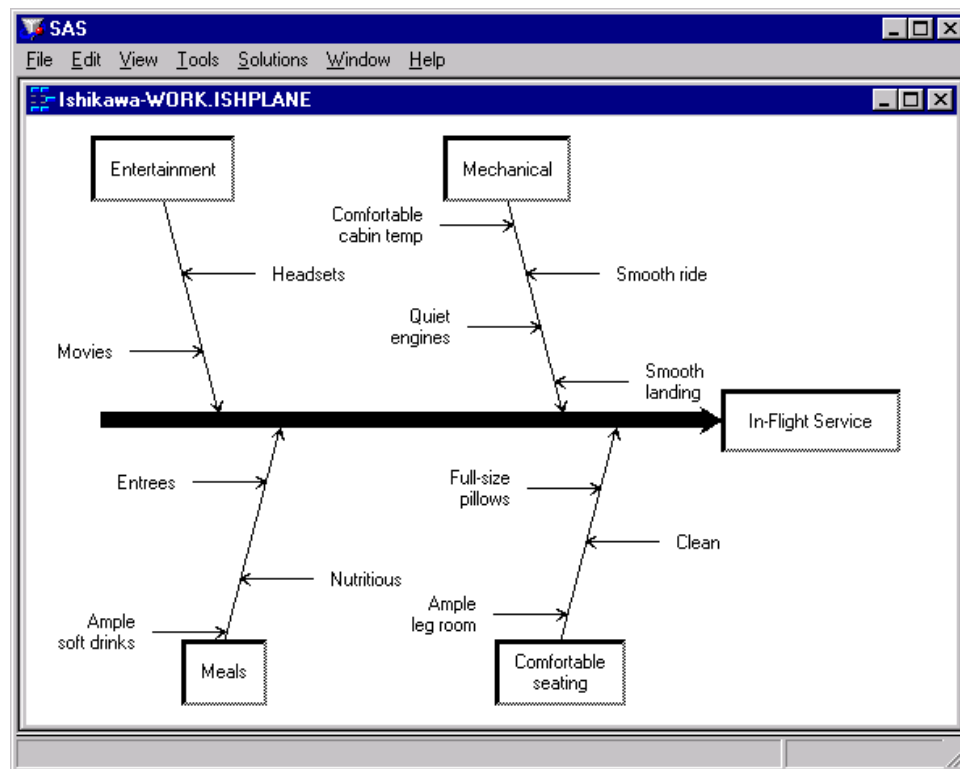 SAS
File Edit View Tools Solutions Window Help
Ishikawa-WORK.ISHPLANE
Entertainment
Mechanical
Comfortable
cabin temp
Headsets
Smooth ride
Quiet
engines
Movies
Smooth
landing
In-Flight Service
Entrees
Full-size
pillows
Clean
Nutritious
Ample
leg room
Ample
soft drinks
Meals
Comfortable
seating